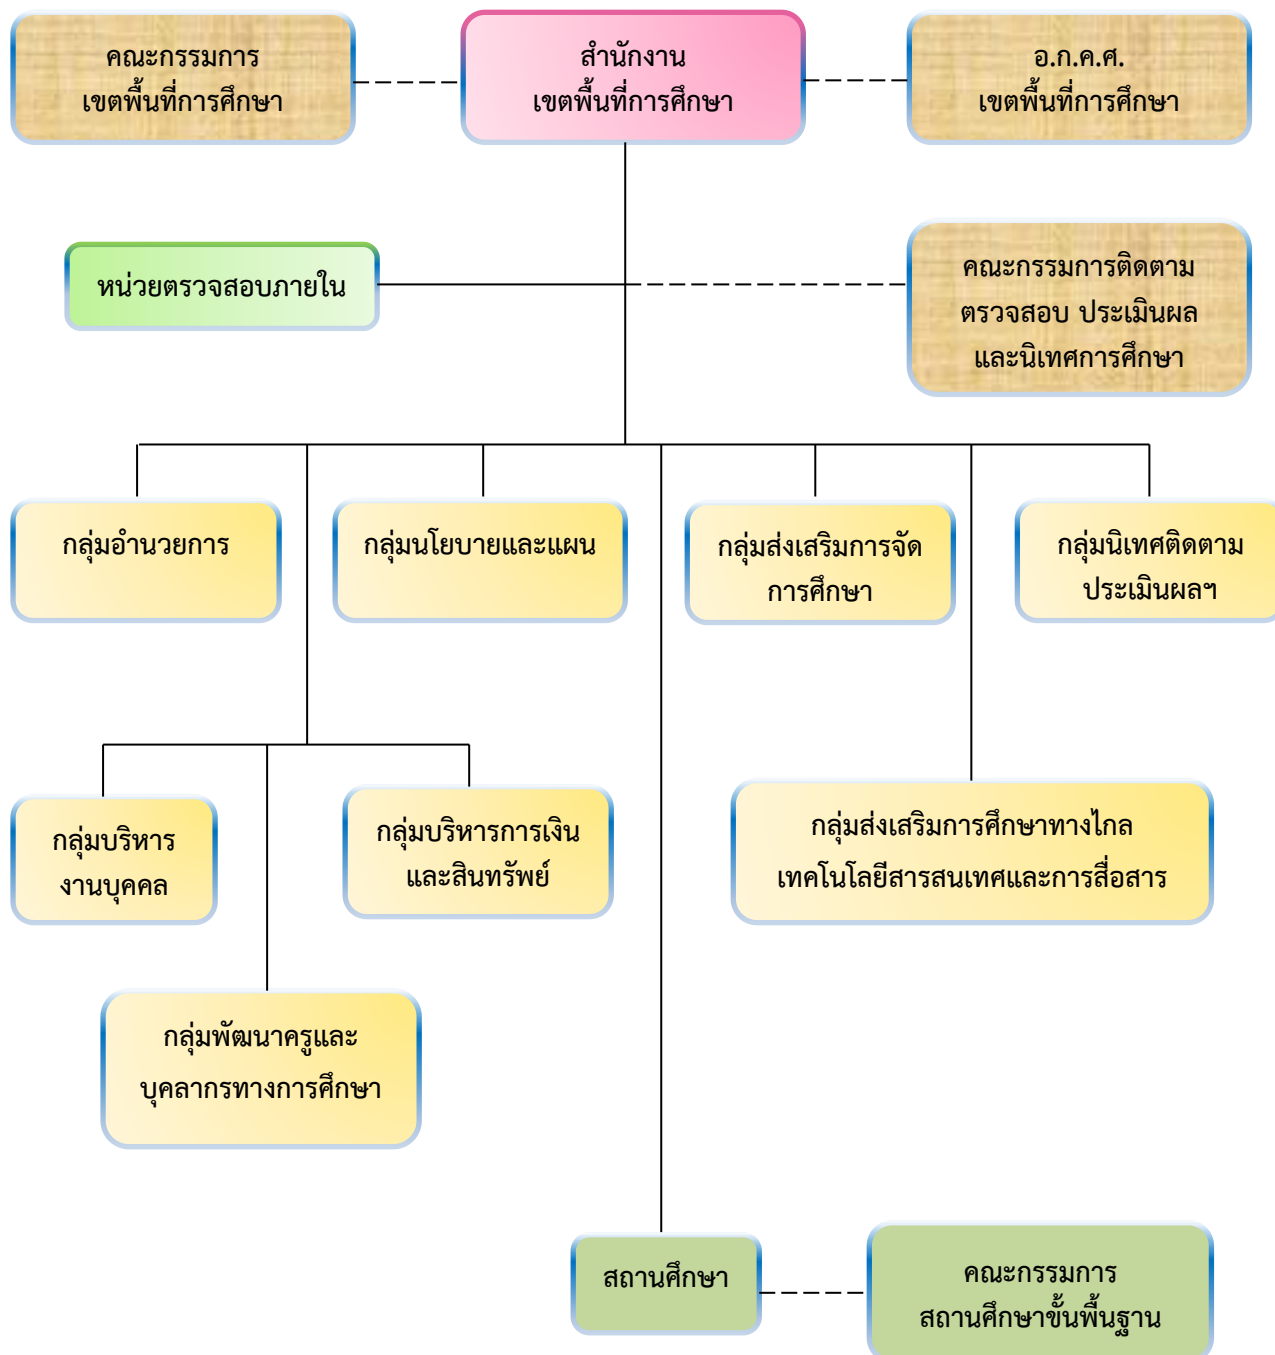 คณะกรรมการ
เขตพื้นที่การศึกษา
สำนักงาน
เขตพื้นที่การศึกษา
อ.ก.ค.ศ.
เขตพื้นที่การศึกษา
หน่วยตรวจสอบภายใน
คณะกรรมการติดตาม
ตรวจสอบ ประเมินผล
และนิเทศการศึกษา
กลุ่มอำนวยการ
กลุ่มนโยบายและแผน
กลุ่มส่งเสริมการจัด
การศึกษา
กลุ่มนิเทศติดตาม
ประเมินผลฯ
กลุ่มบริหาร
งานบุคคล
กลุ่มบริหารการเงิน
และสินทรัพย์
กลุ่มส่งเสริมการศึกษาทางไกล
เทคโนโลยีสารสนเทศและการสื่อสาร
กลุ่มพัฒนาครูและ
บุคลากรทางการศึกษา
สถานศึกษา
คณะกรรมการ
สถานศึกษาขั้นพื้นฐาน